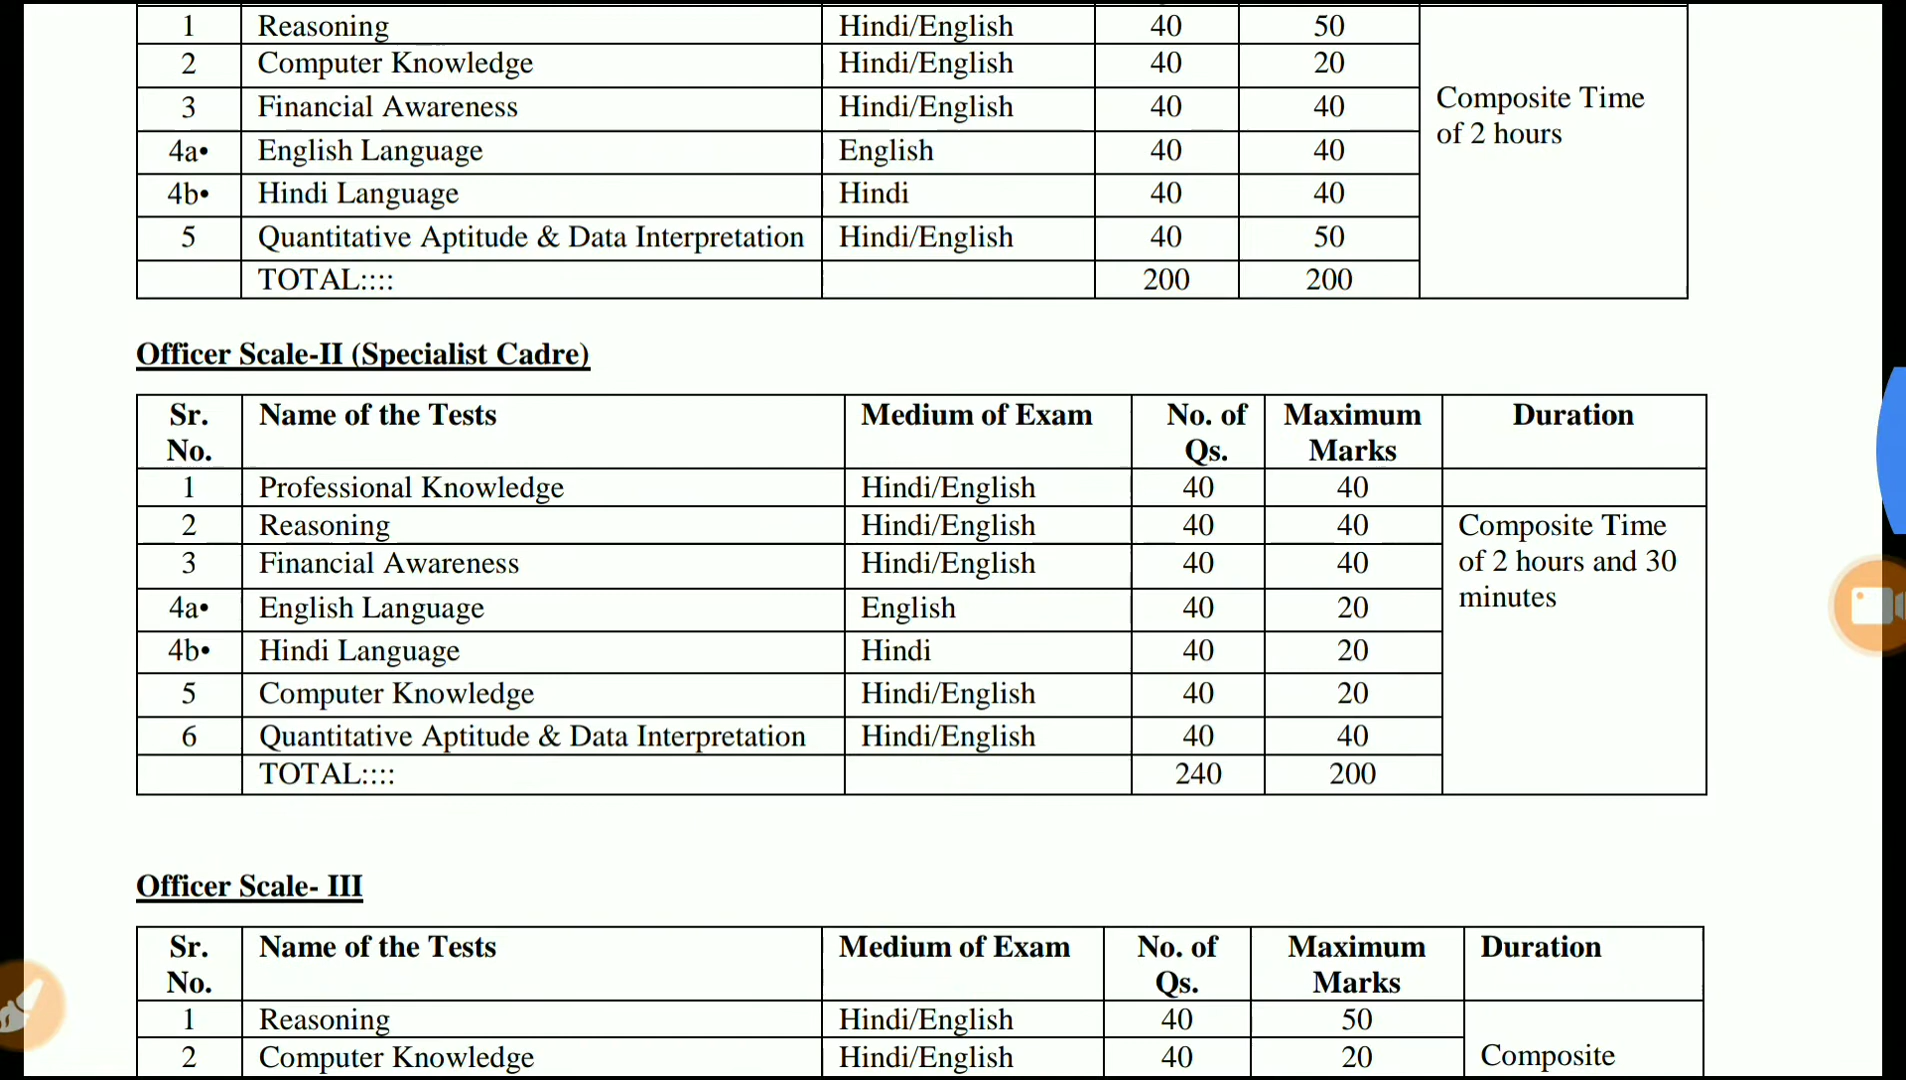 1 Reasoning Hindi/English 40 50
2 Computer Knowledge Hindi/English 40 20
3 Financial Awareness Hindi/English 40 40
Composite Time
of 2 hours
4a• English Language English 40 40
4b• Hindi Language Hindi 40 40
5 Quantitative Aptitude & Data Interpretation Hindi/English 40 50
TOTAL:::: 200 200
Officer Scale-II (Specialist Cadre)
Sr. Name of the Tests Medium of Exam No. of Maximum Duration
No. Qs. Marks
1 Professional Knowledge Hindi/English 40 40
2 Reasoning Hindi/English 40 40 Composite Time
3 Financial Awareness Hindi/English 40 40 of 2 hours and 30
minutes
4a• English Language English 40 20
4b• Hindi Language Hindi 40 20
5 Computer Knowledge Hindi/English 40 20
6 Quantitative Aptitude & Data Interpretation Hindi/English 40 40
TOTAL:::: 240 200
Officer Scale- III
Sr. Name of the Tests Medium of Exam No. of Maximum Duration
No. Qs. Marks
1 Reasoning Hindi/English 40 50
2 Computer Knowledge Hindi/English 40 20 Composite